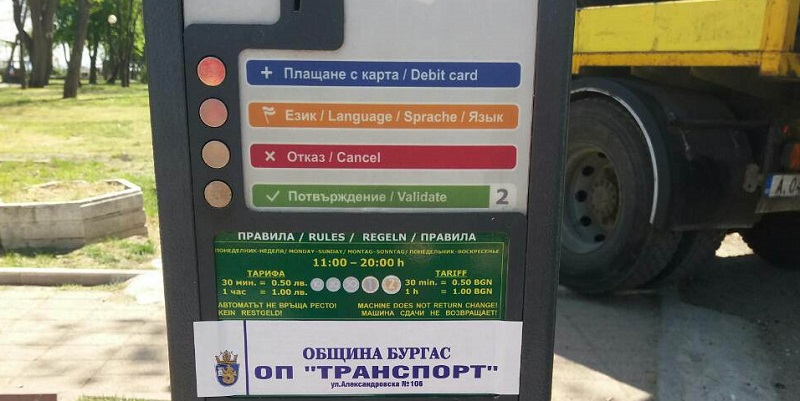 + Плащане с карта / Debit card
Език / Language / Sprache / Язык
✕ Отказ / Cancel
✓ Потвърждение / Validate 2
ПРАВИЛА / RULES / REGELN / ПРАВИЛА
ПОНЕДЕЛНИК-НЕДЕЛЯ/ MONDAY-SUNDAY/ MONTAG-SONNTAG/ ПОНЕДЕЛЬНИК-ВОСКРЕСЕНЬЕ
11:00 – 20:00 h
ТАРИФА TARIFF
30 мин. = 0.50 лв. 30 min. = 0.50 BGN
1 час = 1.00 лв. 1 h = 1.00 BGN
АВТОМАТЪТ НЕ ВРЪЩА РЕСТО! MACHINE DOES NOT RETURN CHANGE!
KEIN RESTGELD! МАШИНА СДАЧИ НЕ ВОЗВРАЩАЕТ!
ОБЩИНА БУРГАС
ОП "ТРАНСПОРТ"
ул.Александровска № 106
A